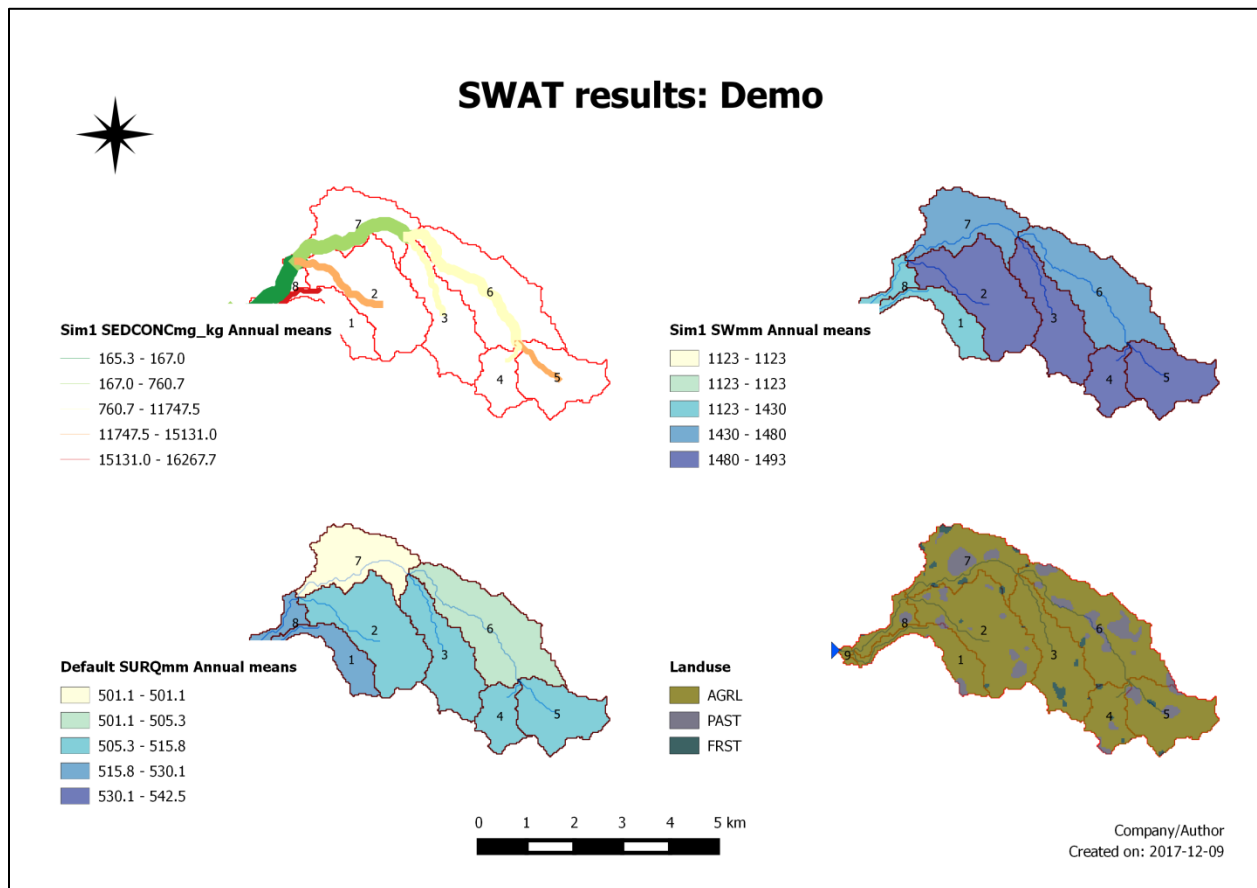 SWAT results: Demo
7
8
2
6
1
3
4
5
Sim1 SEDCONCmg_kg Annual means
165.3 - 167.0
167.0 - 760.7
760.7 - 11747.5
11747.5 - 15131.0
15131.0 - 16267.7
7
8
2
6
1
3
4
5
Sim1 SWmm Annual means
1123 - 1123
1123 - 1123
1123 - 1430
1430 - 1480
1480 - 1493
7
8
2
6
1
3
4
5
Default SURQmm Annual means
501.1 - 501.1
501.1 - 505.3
505.3 - 515.8
515.8 - 530.1
530.1 - 542.5
7
8
2
6
9
1
3
4
5
Landuse
AGRL
PAST
FRST
0 1 2 3 4 5 km
Company/Author
Created on: 2017-12-09